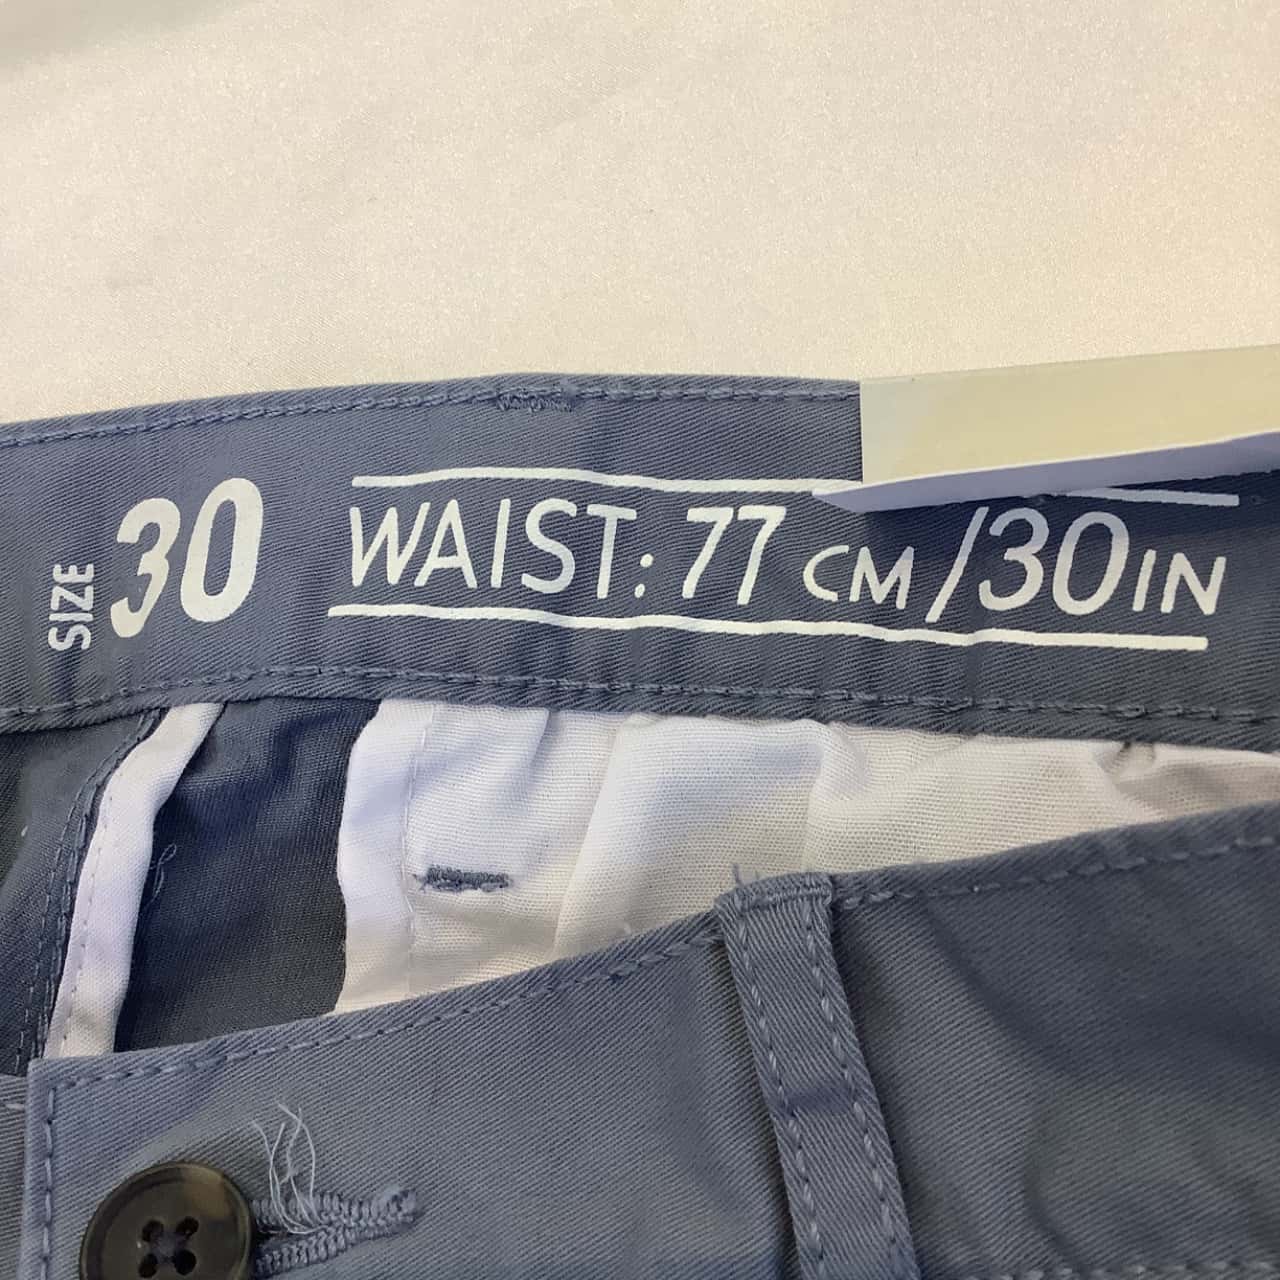 SIZE 30 WAIST: 77 CM/30IN